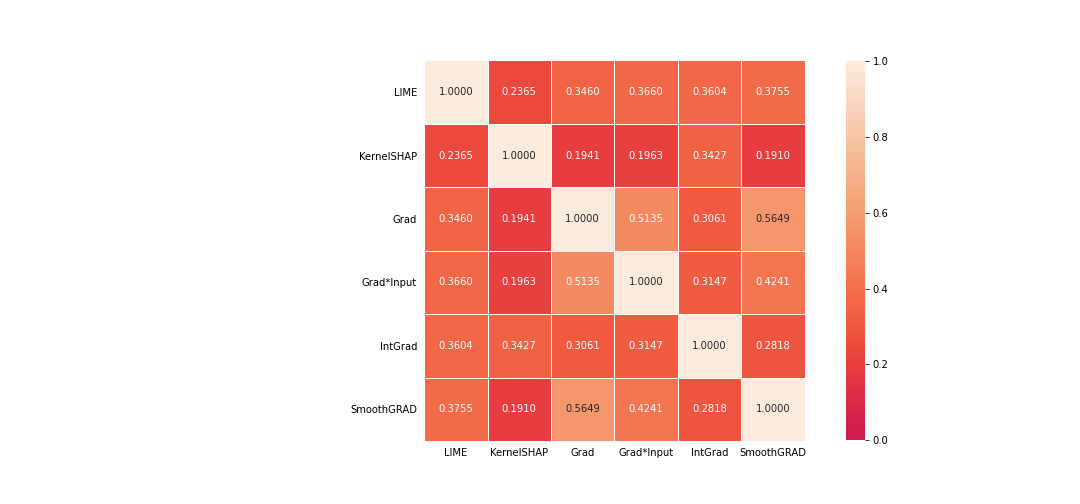 LIME 1.0000 0.2365 0.3460 0.3660 0.3604 0.3755
KernelSHAP 0.2365 1.0000 0.1941 0.1963 0.3427 0.1910
Grad 0.3460 0.1941 1.0000 0.5135 0.3061 0.5649
Grad*Input 0.3660 0.1963 0.5135 1.0000 0.3147 0.4241
IntGrad 0.3604 0.3427 0.3061 0.3147 1.0000 0.2818
SmoothGRAD 0.3755 0.1910 0.5649 0.4241 0.2818 1.0000
LIME KernelSHAP Grad Grad*Input IntGrad SmoothGRAD
1.0
0.8
0.6
0.4
0.2
0.0